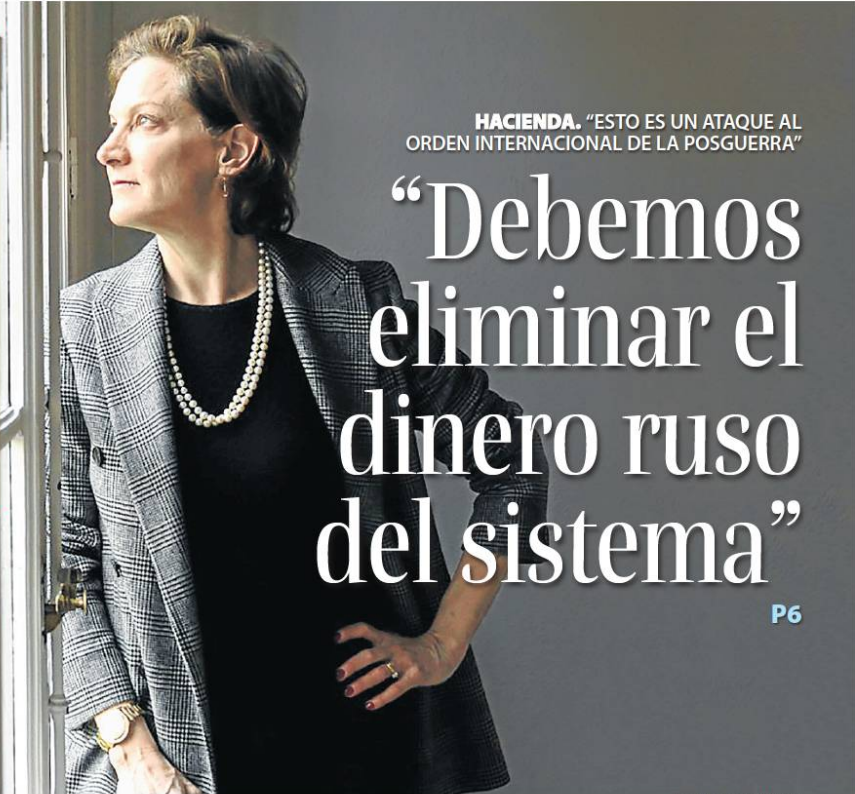 HACIENDA. “ESTO ES UN ATAQUE AL
ORDEN INTERNACIONAL DE LA POSGUERRA”
“Debemos
eliminar el
dinero ruso
del sistema”
P6